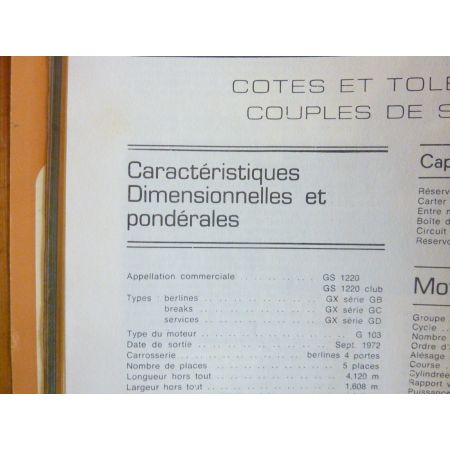 COTES ET TOLE
COUPLES DE S
Caractéristiques
Dimensionnelles et
pondérales
Appellation commerciale . . . . . . . . . . . . GS 1220
GS 1220 club
Types : berlines . . . . . . . . . . . . . . . . GX série GB
breaks . . . . . . . . . . . . . . . . GX série GC
services . . . . . . . . . . . . . . . GX série GD
Type du moteur . . . . . . . . . . . . . . . . . . G 103
Date de sortie . . . . . . . . . . . . . . . . Sept. 1972
Carrosserie . . . . . . . . . . . . . . berlines 4 portes
Nombre de places . . . . . . . . . . . . . . . 5 places
Longueur hors tout . . . . . . . . . . . . . . 4,120 m.
Largeur hors tout . . . . . . . . . . . . . . . 1,608 m.
Cap
Réserv
Carter
Entre n
Boîte d
Circuit
Reservo
Mo
Groupe
Cycle . .
Nombre
Ordre d'
Alésage
Course .
Cylindrée
Rapport v
Puissance